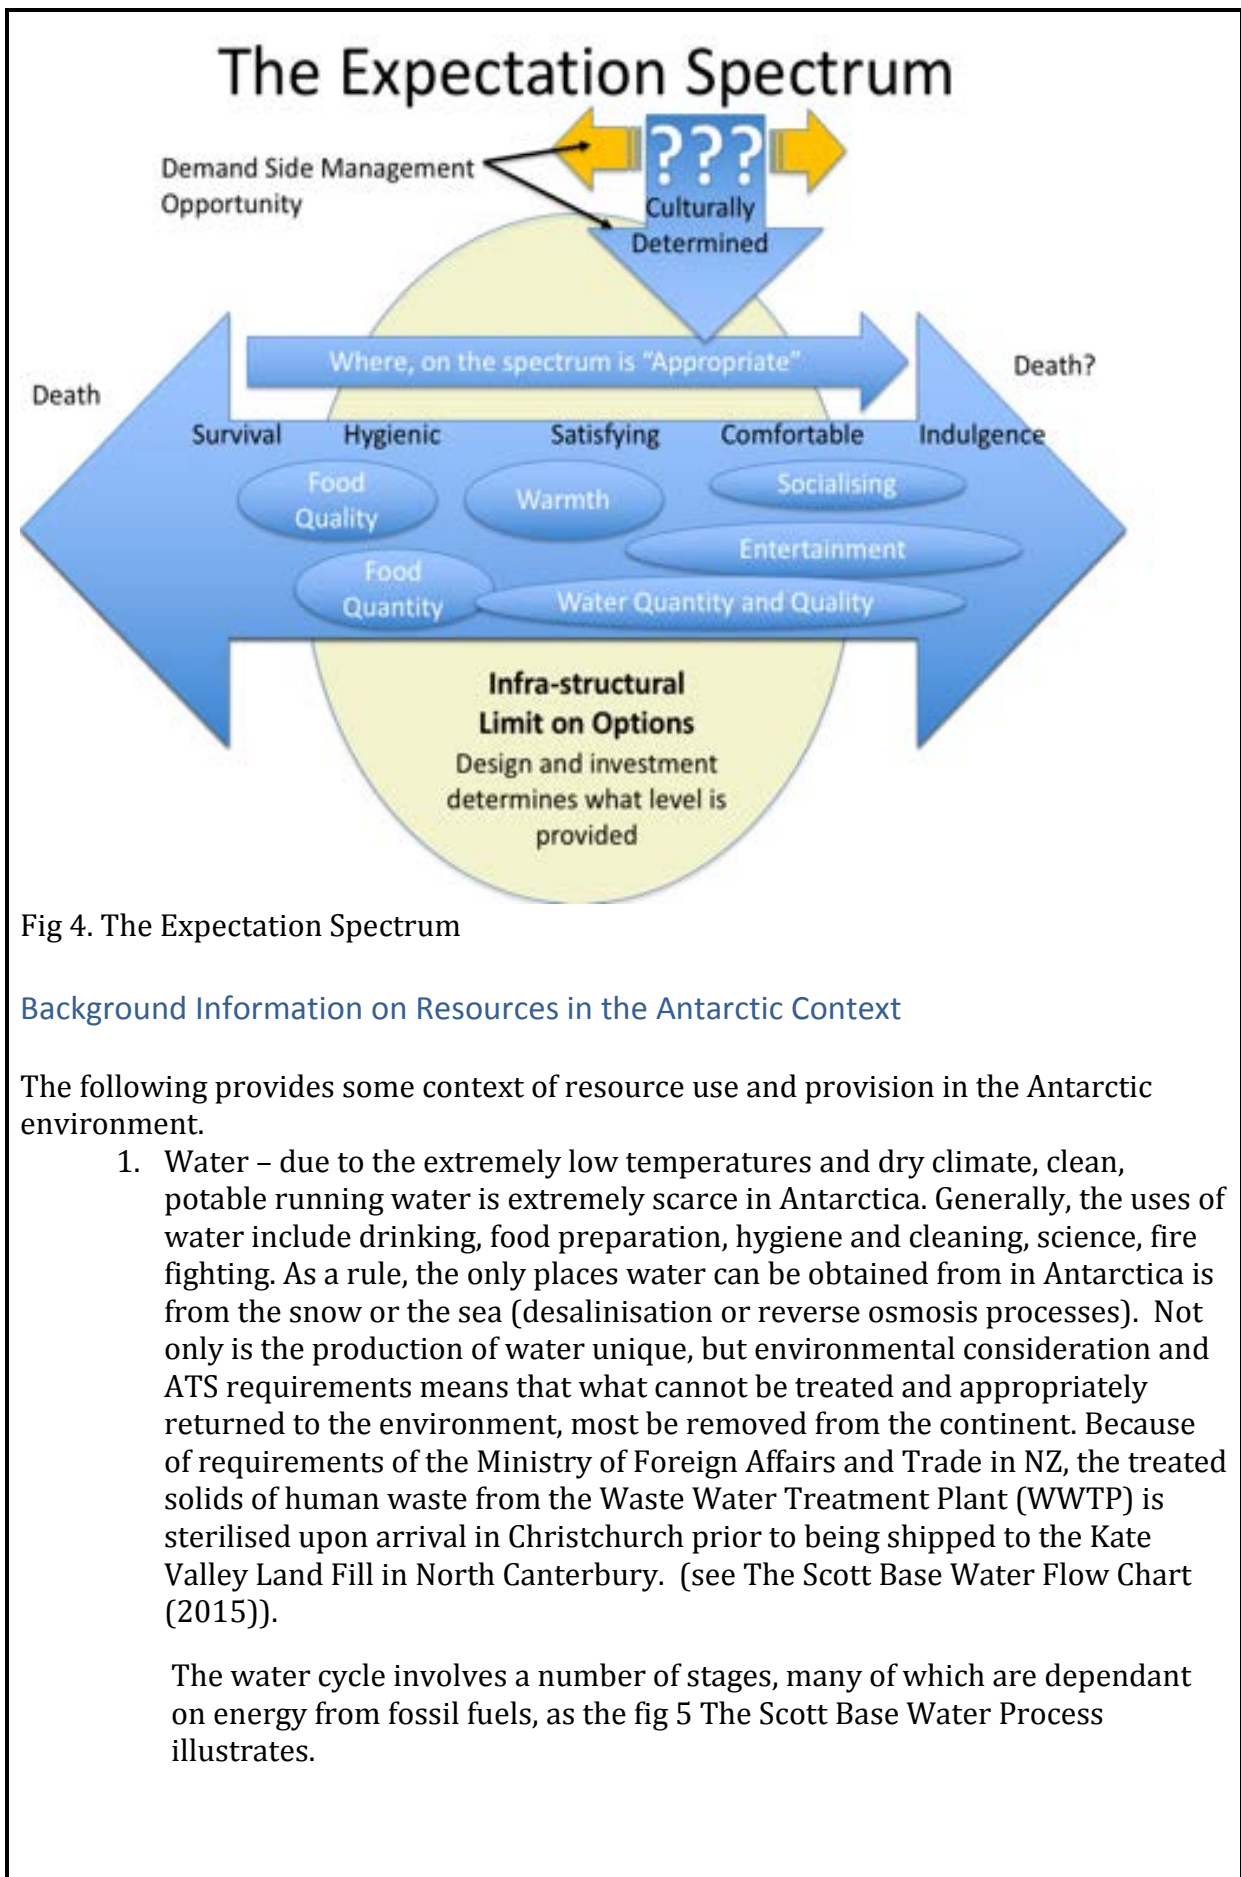 The Expectation Spectrum
Demand Side Management
Opportunity
???
Culturally
Determined
Where, on the spectrum is “Appropriate”
Death
Death?
Survival
Hygienic
Satisfying
Comfortable
Indulgence
Food
Quality
Warmth
Socialising
Entertainment
Food
Quantity
Water Quantity and Quality
Infra-structural
Limit on Options
Design and investment
determines what level is
provided
Fig 4. The Expectation Spectrum
Background Information on Resources in the Antarctic Context
The following provides some context of resource use and provision in the Antarctic
environment.
1. Water – due to the extremely low temperatures and dry climate, clean,
potable running water is extremely scarce in Antarctica. Generally, the uses of
water include drinking, food preparation, hygiene and cleaning, science, fire
fighting. As a rule, the only places water can be obtained from in Antarctica is
from the snow or the sea (desalinisation or reverse osmosis processes).  Not
only is the production of water unique, but environmental consideration and
ATS requirements means that what cannot be treated and appropriately
returned to the environment, most be removed from the continent. Because
of requirements of the Ministry of Foreign Affairs and Trade in NZ, the treated
solids of human waste from the Waste Water Treatment Plant (WWTP) is
sterilised upon arrival in Christchurch prior to being shipped to the Kate
Valley Land Fill in North Canterbury.  (see The Scott Base Water Flow Chart
(2015)).
The water cycle involves a number of stages, many of which are dependant
on energy from fossil fuels, as the fig 5 The Scott Base Water Process
illustrates.